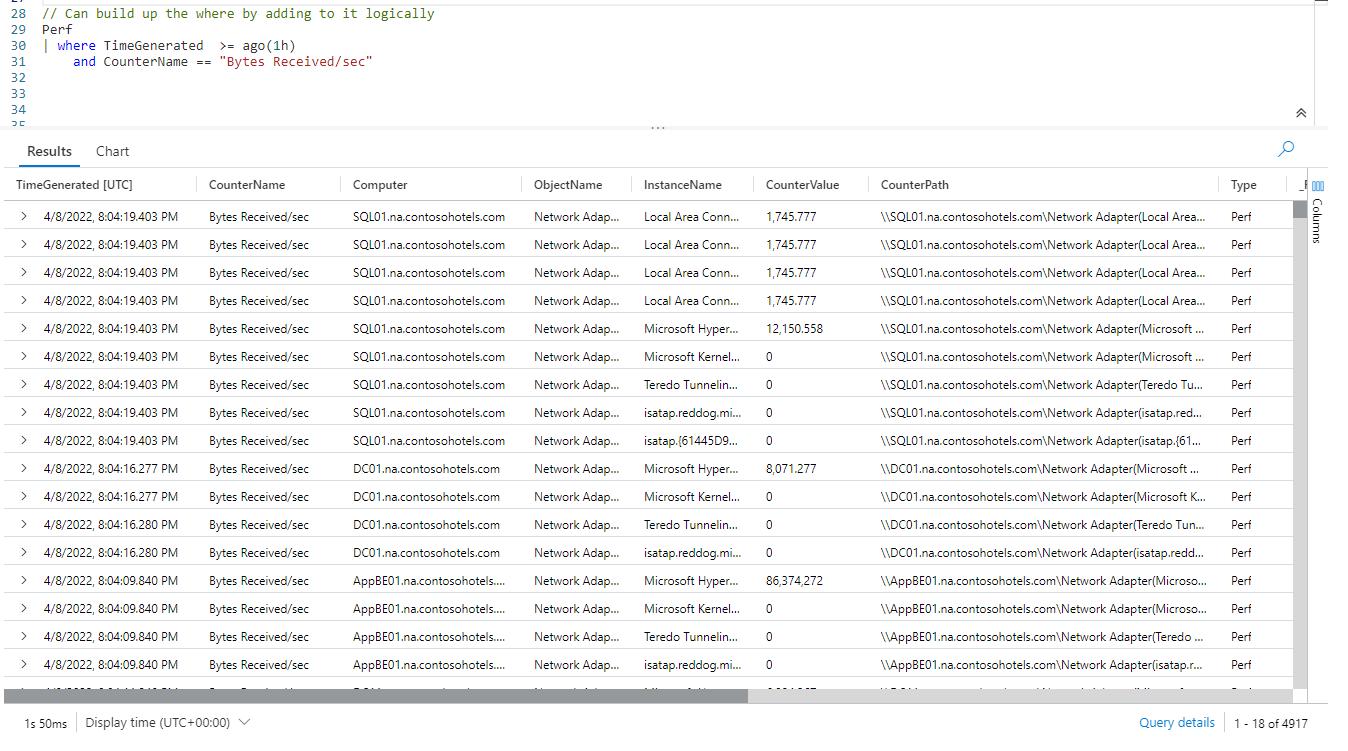 28 // Can build up the where by adding to it logically
29 Perf
30 | where TimeGenerated >= ago(1h)
31 and CounterName == "Bytes Received/sec"
32
33
34
35
Results Chart
TimeGenerated [UTC] CounterName Computer ObjectName InstanceName CounterValue CounterPath Type
Columns
4/8/2022, 8:04:19.403 PM Bytes Received/sec SQL01.na.contosohotels.com Network Adap... Local Area Conn... 1,745.777 \\SQL01.na.contosohotels.com\Network Adapter(Local Area... Perf
4/8/2022, 8:04:19.403 PM Bytes Received/sec SQL01.na.contosohotels.com Network Adap... Local Area Conn... 1,745.777 \\SQL01.na.contosohotels.com\Network Adapter(Local Area... Perf
4/8/2022, 8:04:19.403 PM Bytes Received/sec SQL01.na.contosohotels.com Network Adap... Local Area Conn... 1,745.777 \\SQL01.na.contosohotels.com\Network Adapter(Local Area... Perf
4/8/2022, 8:04:19.403 PM Bytes Received/sec SQL01.na.contosohotels.com Network Adap... Local Area Conn... 1,745.777 \\SQL01.na.contosohotels.com\Network Adapter(Local Area... Perf
4/8/2022, 8:04:19.403 PM Bytes Received/sec SQL01.na.contosohotels.com Network Adap... Microsoft Hyper... 12,150.558 \\SQL01.na.contosohotels.com\Network Adapter(Microsoft ... Perf
4/8/2022, 8:04:19.403 PM Bytes Received/sec SQL01.na.contosohotels.com Network Adap... Microsoft Kernel... 0 \\SQL01.na.contosohotels.com\Network Adapter(Microsoft ... Perf
4/8/2022, 8:04:19.403 PM Bytes Received/sec SQL01.na.contosohotels.com Network Adap... Teredo Tunnelin... 0 \\SQL01.na.contosohotels.com\Network Adapter(Teredo Tu... Perf
4/8/2022, 8:04:19.403 PM Bytes Received/sec SQL01.na.contosohotels.com Network Adap... isatap.reddog.mi... 0 \\SQL01.na.contosohotels.com\Network Adapter(isatap.red... Perf
4/8/2022, 8:04:19.403 PM Bytes Received/sec SQL01.na.contosohotels.com Network Adap... isatap.{61445D9... 0 \\SQL01.na.contosohotels.com\Network Adapter(isatap.{61... Perf
4/8/2022, 8:04:16.277 PM Bytes Received/sec DC01.na.contosohotels.com Network Adap... Microsoft Hyper... 8,071.277 \\DC01.na.contosohotels.com\Network Adapter(Microsoft ... Perf
4/8/2022, 8:04:16.277 PM Bytes Received/sec DC01.na.contosohotels.com Network Adap... Microsoft Kernel... 0 \\DC01.na.contosohotels.com\Network Adapter(Microsoft K... Perf
4/8/2022, 8:04:16.280 PM Bytes Received/sec DC01.na.contosohotels.com Network Adap... Teredo Tunnelin... 0 \\DC01.na.contosohotels.com\Network Adapter(Teredo Tun... Perf
4/8/2022, 8:04:16.280 PM Bytes Received/sec DC01.na.contosohotels.com Network Adap... isatap.reddog.mi... 0 \\DC01.na.contosohotels.com\Network Adapter(isatap.redd... Perf
4/8/2022, 8:04:09.840 PM Bytes Received/sec AppBE01.na.contosohotels.... Network Adap... Microsoft Hyper... 86,374,272 \\AppBE01.na.contosohotels.com\Network Adapter(Microso... Perf
4/8/2022, 8:04:09.840 PM Bytes Received/sec AppBE01.na.contosohotels.... Network Adap... Microsoft Kernel... 0 \\AppBE01.na.contosohotels.com\Network Adapter(Microso... Perf
4/8/2022, 8:04:09.840 PM Bytes Received/sec AppBE01.na.contosohotels.... Network Adap... Teredo Tunnelin... 0 \\AppBE01.na.contosohotels.com\Network Adapter(Teredo ... Perf
4/8/2022, 8:04:09.840 PM Bytes Received/sec AppBE01.na.contosohotels.... Network Adap... isatap.reddog.mi... 0 \\AppBE01.na.contosohotels.com\Network Adapter(isatap.r... Perf
1s 50ms Display time (UTC+00:00) Query details 1 - 18 of 4917